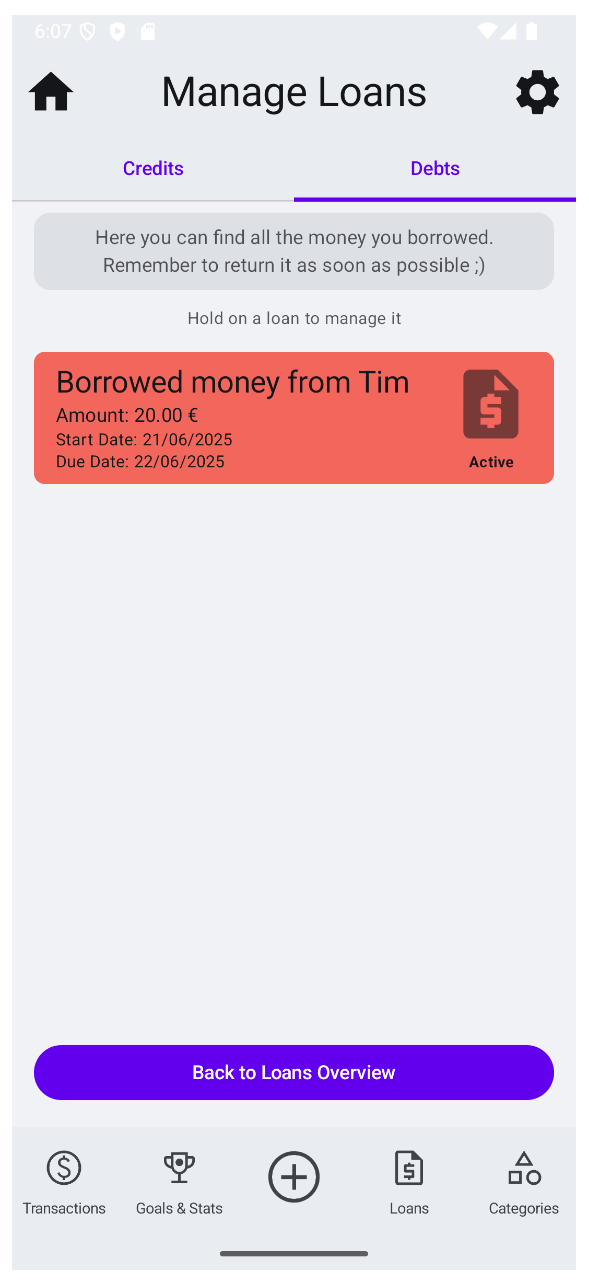 6:07
Manage Loans
Credits
Debts
Here you can find all the money you borrowed.
Remember to return it as soon as possible ;)
Hold on a loan to manage it
Borrowed money from Tim
Amount: 20.00 €
Start Date: 21/06/2025
Due Date: 22/06/2025
Active
Back to Loans Overview
Transactions
Goals & Stats
Loans
Categories